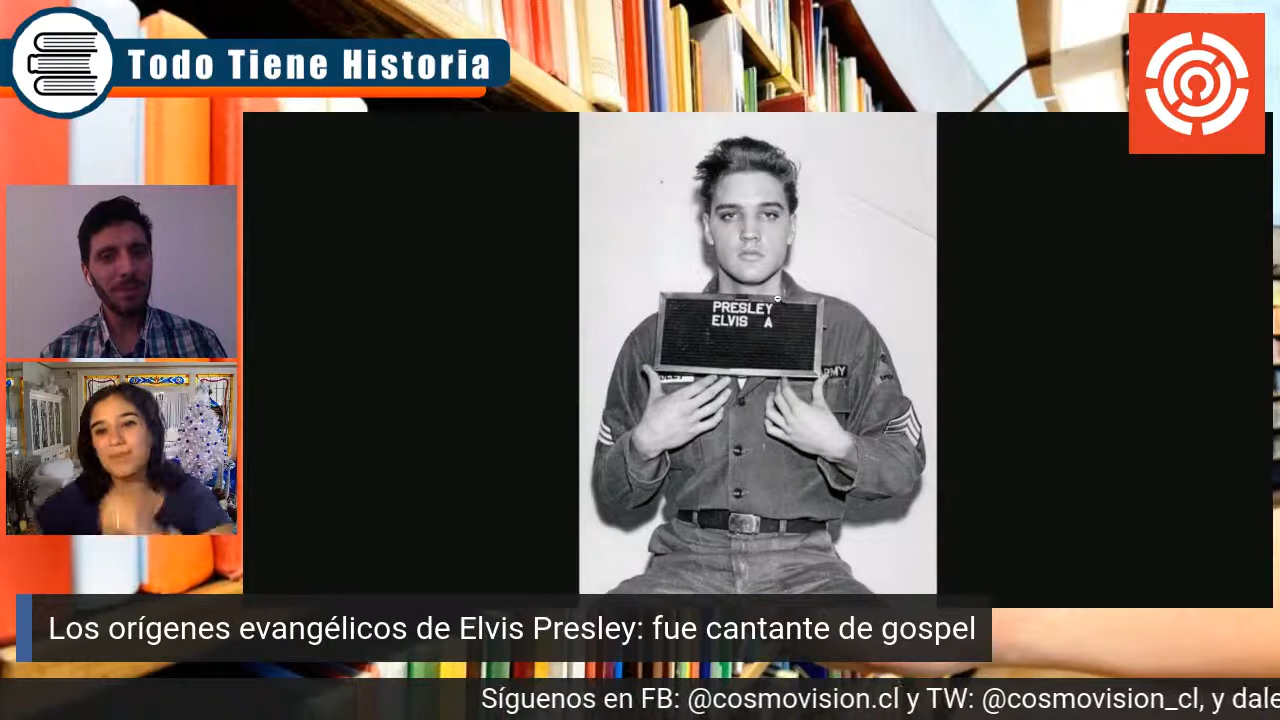 Todo Tiene Historia
PRESLEY
ELVIS A
RMY
Los orígenes evangélicos de Elvis Presley: fue cantante de gospel
Síguenos en FB: @cosmovision.cl y TW: @cosmovision_cl, y dale